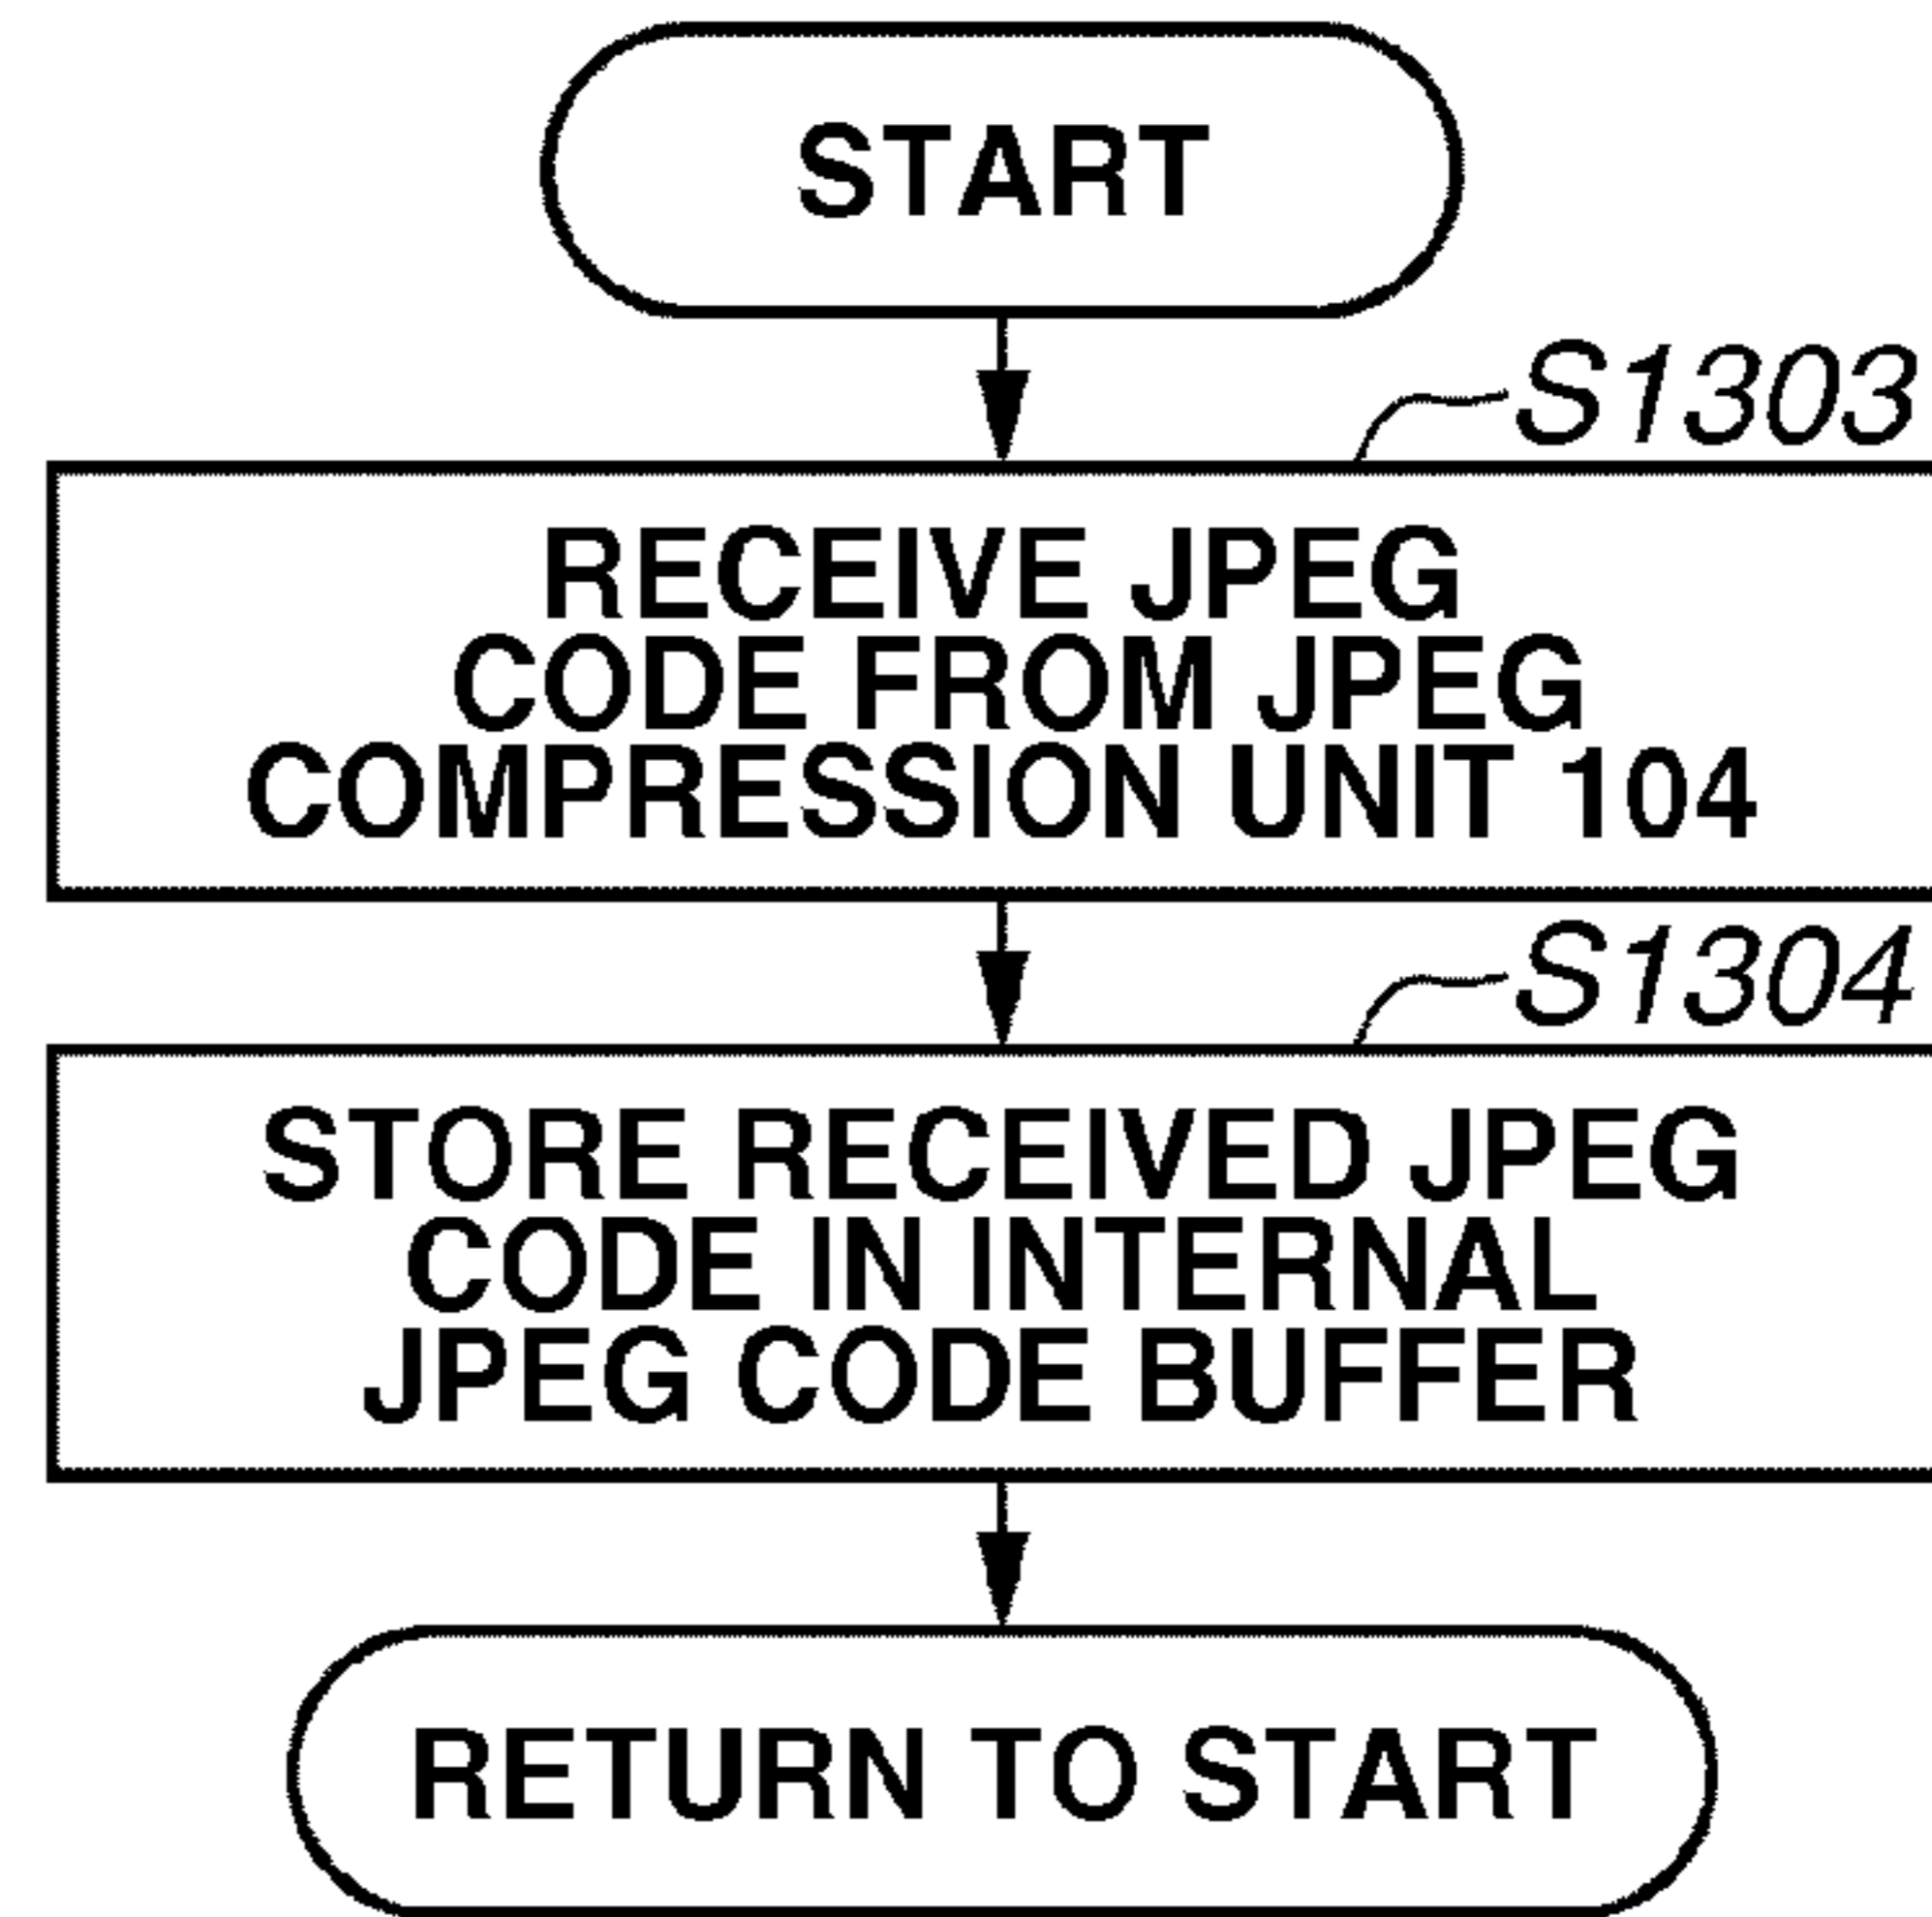 START
S1303
RECEIVE JPEG
CODE FROM JPEG
COMPRESSION UNIT 104
S1304
STORE RECEIVED JPEG
CODE IN INTERNAL
JPEG CODE BUFFER
RETURN TO START